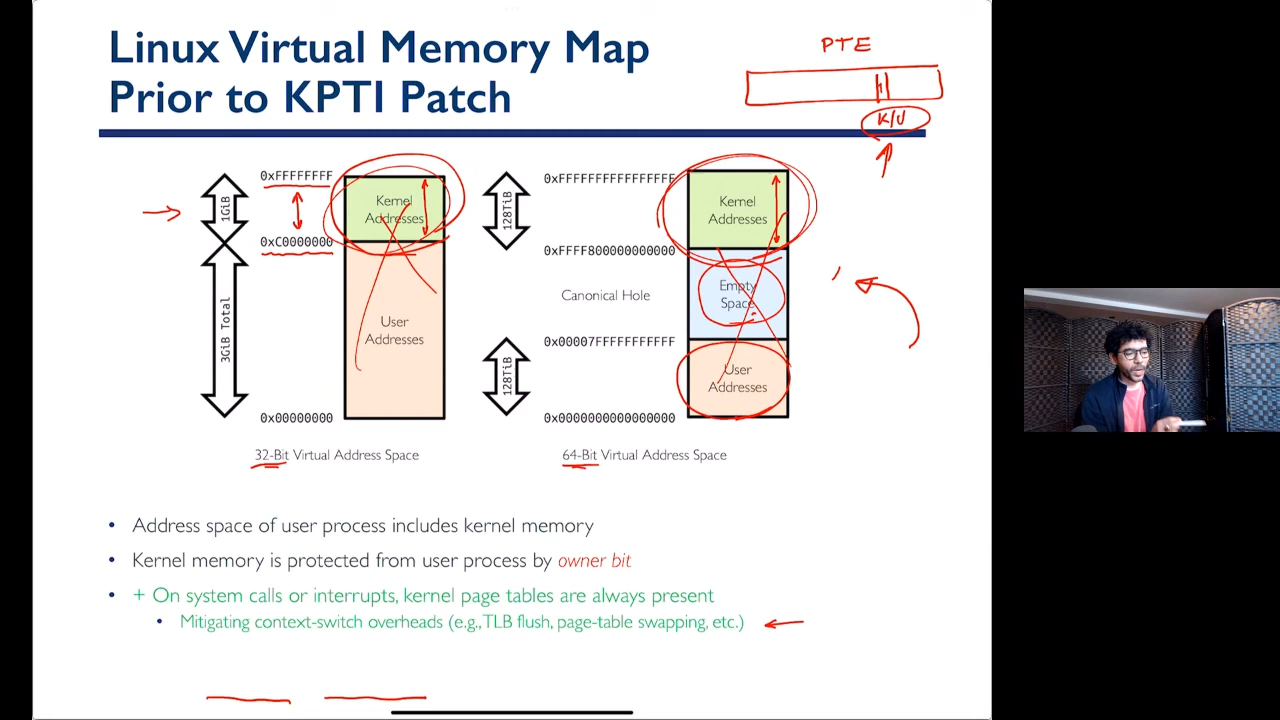 Linux Virtual Memory Map
Prior to KPTI Patch
PTE
K/U
0xFFFFFFFF
1GiB
0xC0000000
3GiB Total
0x00000000
Kernel
Addresses
User
Addresses
32-Bit Virtual Address Space
128TiB
0xFFFFFFFFFFFFFFFF
0xFFFF800000000000
Canonical Hole
0x00007FFFFFFFFFFF
128TiB
0x0000000000000000
Kernel
Addresses
Empty
Space
User
Addresses
64-Bit Virtual Address Space
• Address space of user process includes kernel memory
• Kernel memory is protected from user process by owner bit
• + On system calls or interrupts, kernel page tables are always present
• Mitigating context-switch overheads (e.g., TLB flush, page-table swapping, etc.)